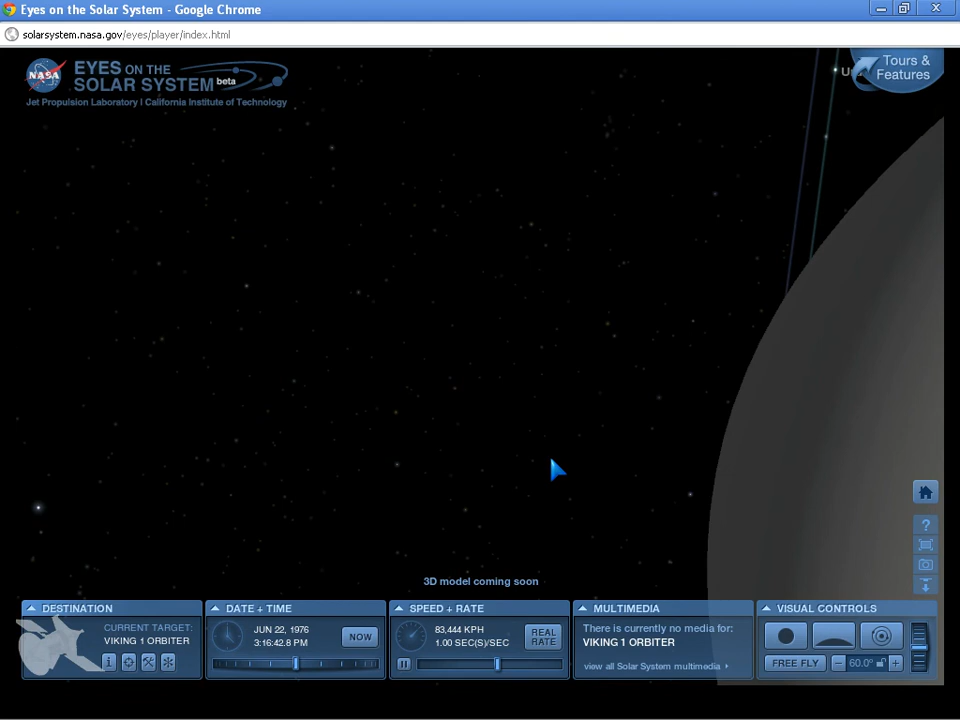 Eyes on the Solar System - Google Chrome
solarsystem.nasa.gov/eyes/player/index.html
NASA
EYES ON THE
SOLAR SYSTEM beta
Jet Propulsion Laboratory | California Institute of Technology
Tours &
Features
3D model coming soon
DESTINATION
CURRENT TARGET:
VIKING 1 ORBITER
DATE + TIME
JUN 22, 1976
3:16:42.8 PM
NOW
SPEED + RATE
83,444 KPH
1.00 SEC(S)/SEC
REAL
RATE
MULTIMEDIA
There is currently no media for:
VIKING 1 ORBITER
view all Solar System multimedia
VISUAL CONTROLS
FREE FLY
60.0°